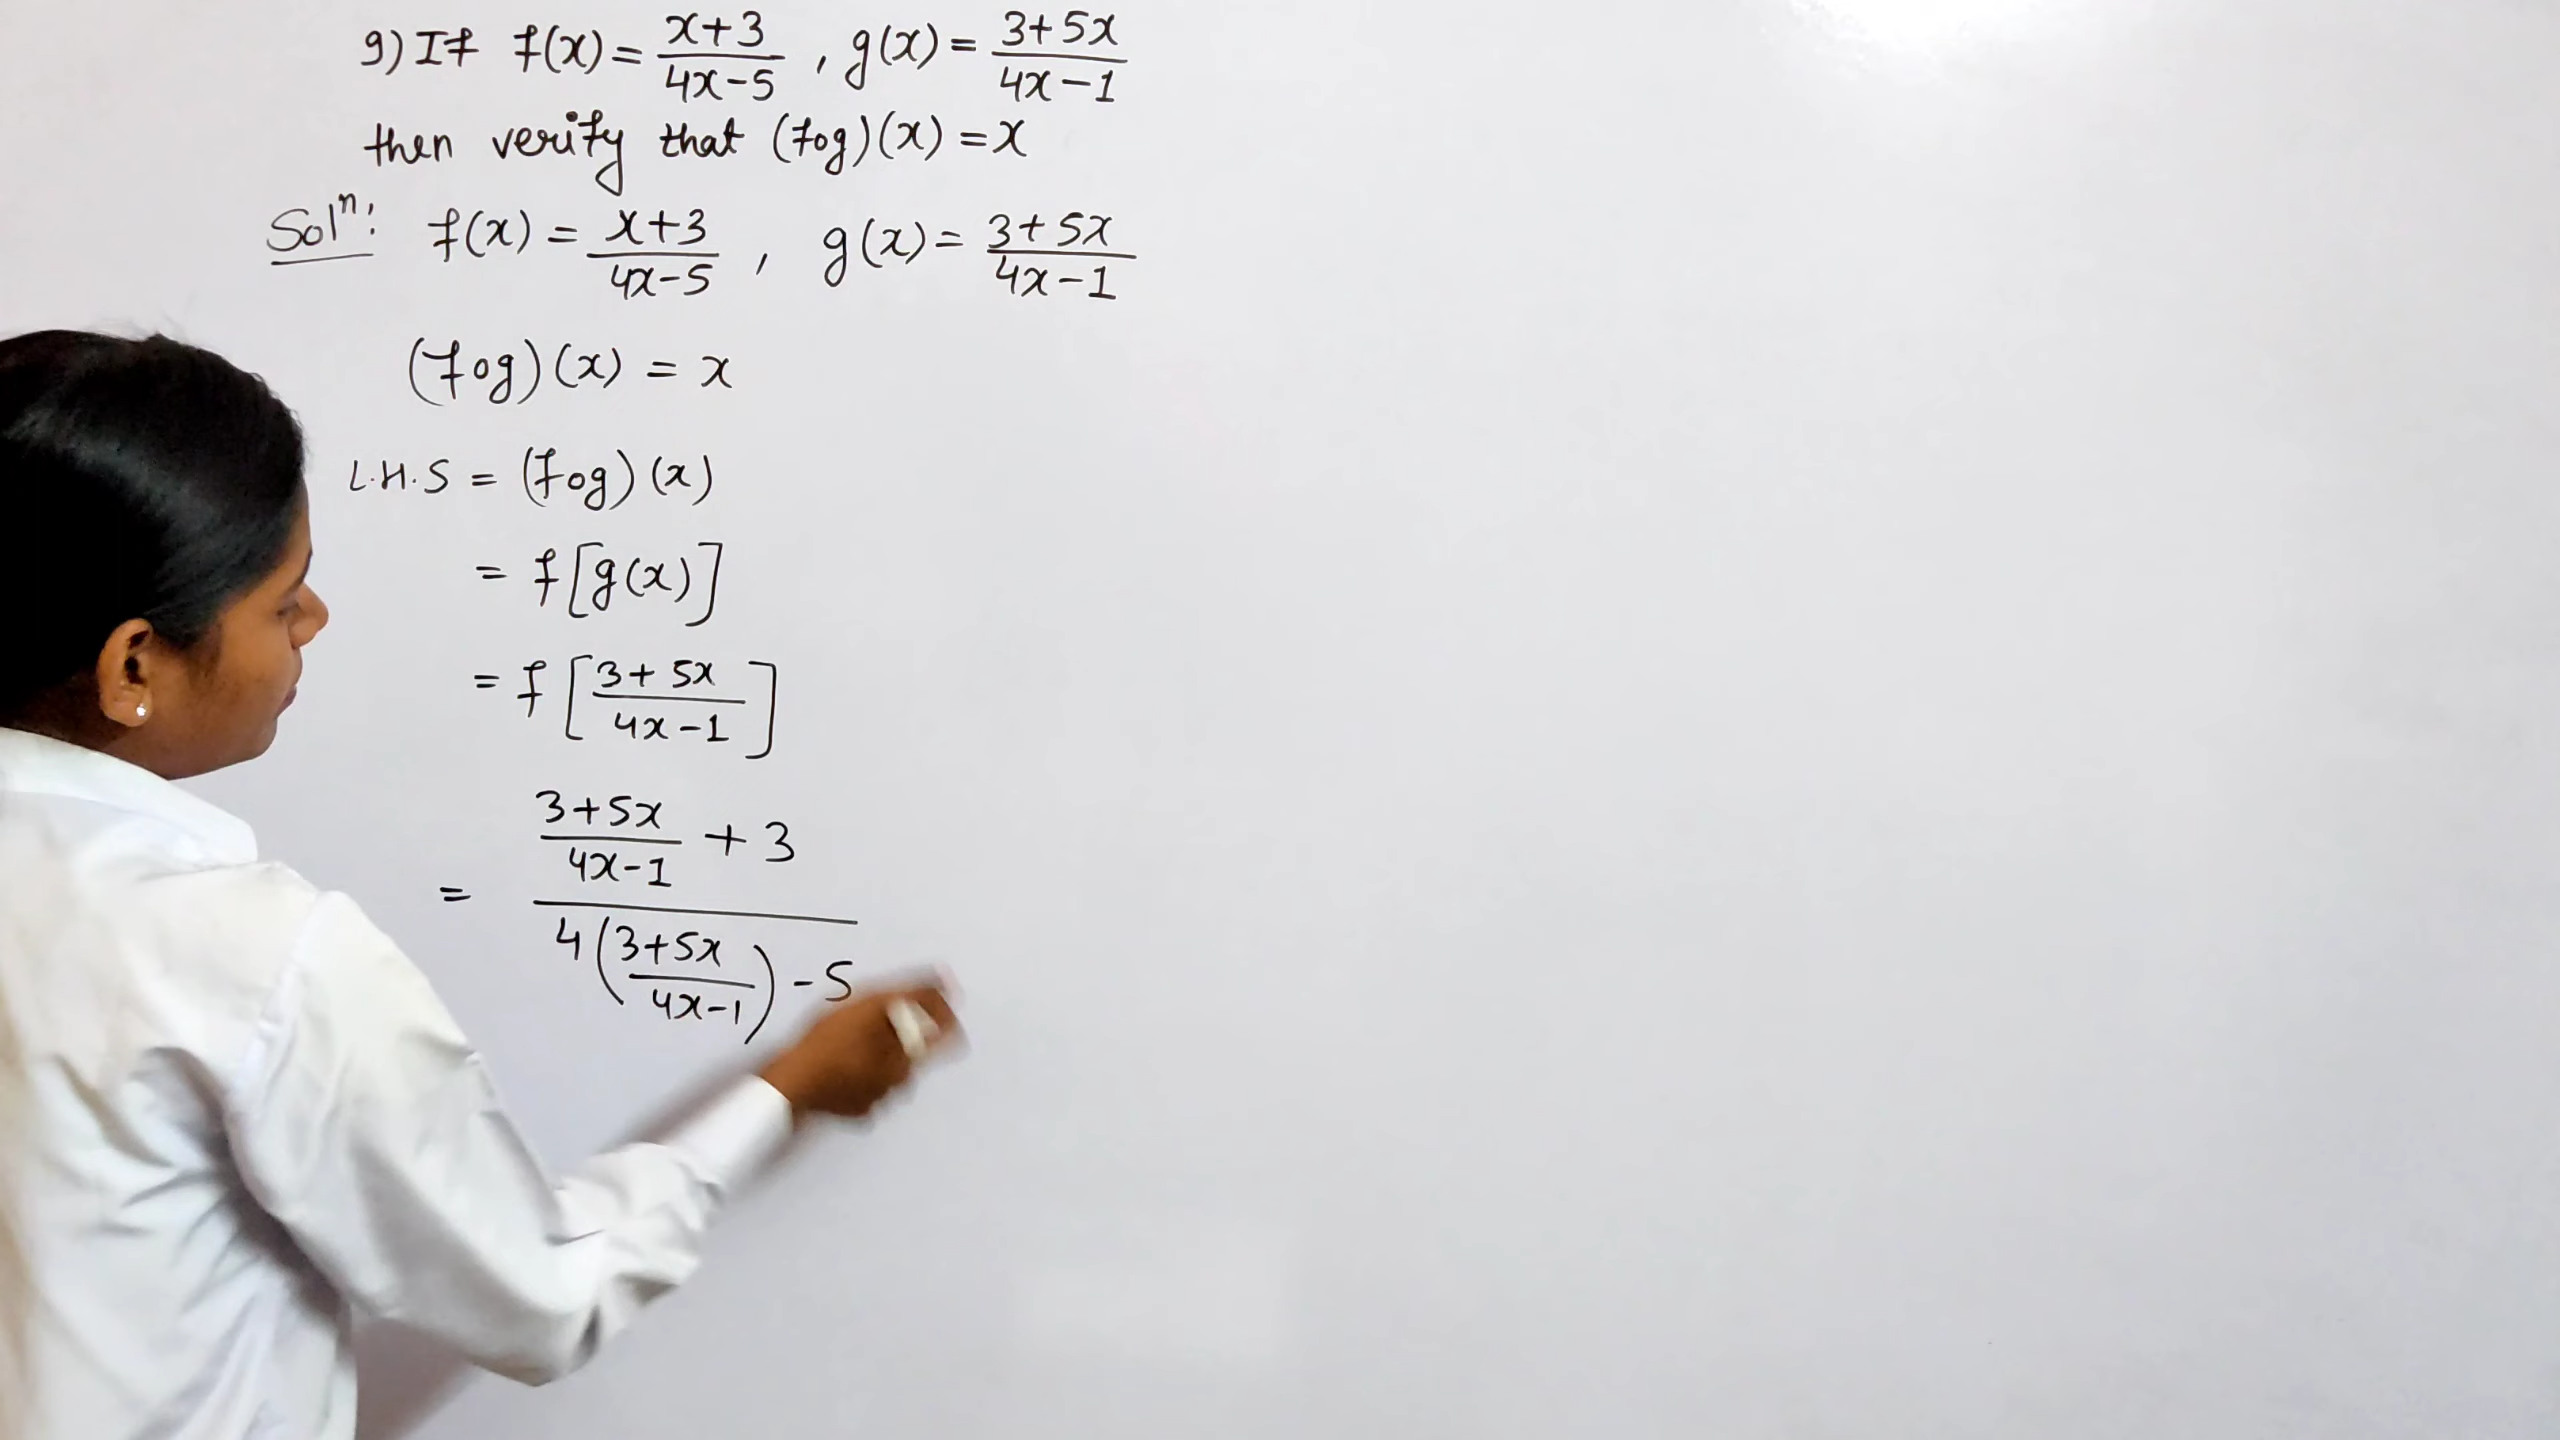 9) If f(x) = x+3/4x-5 , g(x) = 3+5x/4x-1
then verify that (fog)(x) = x
Solⁿ: f(x) = x+3/4x-5 , g(x) = 3+5x/4x-1
(fog)(x) = x
L.H.S = (fog)(x)
= f[g(x)]
= f[3+5x/4x-1]
= 3+5x/4x-1 + 3
4(3+5x/4x-1) - 5